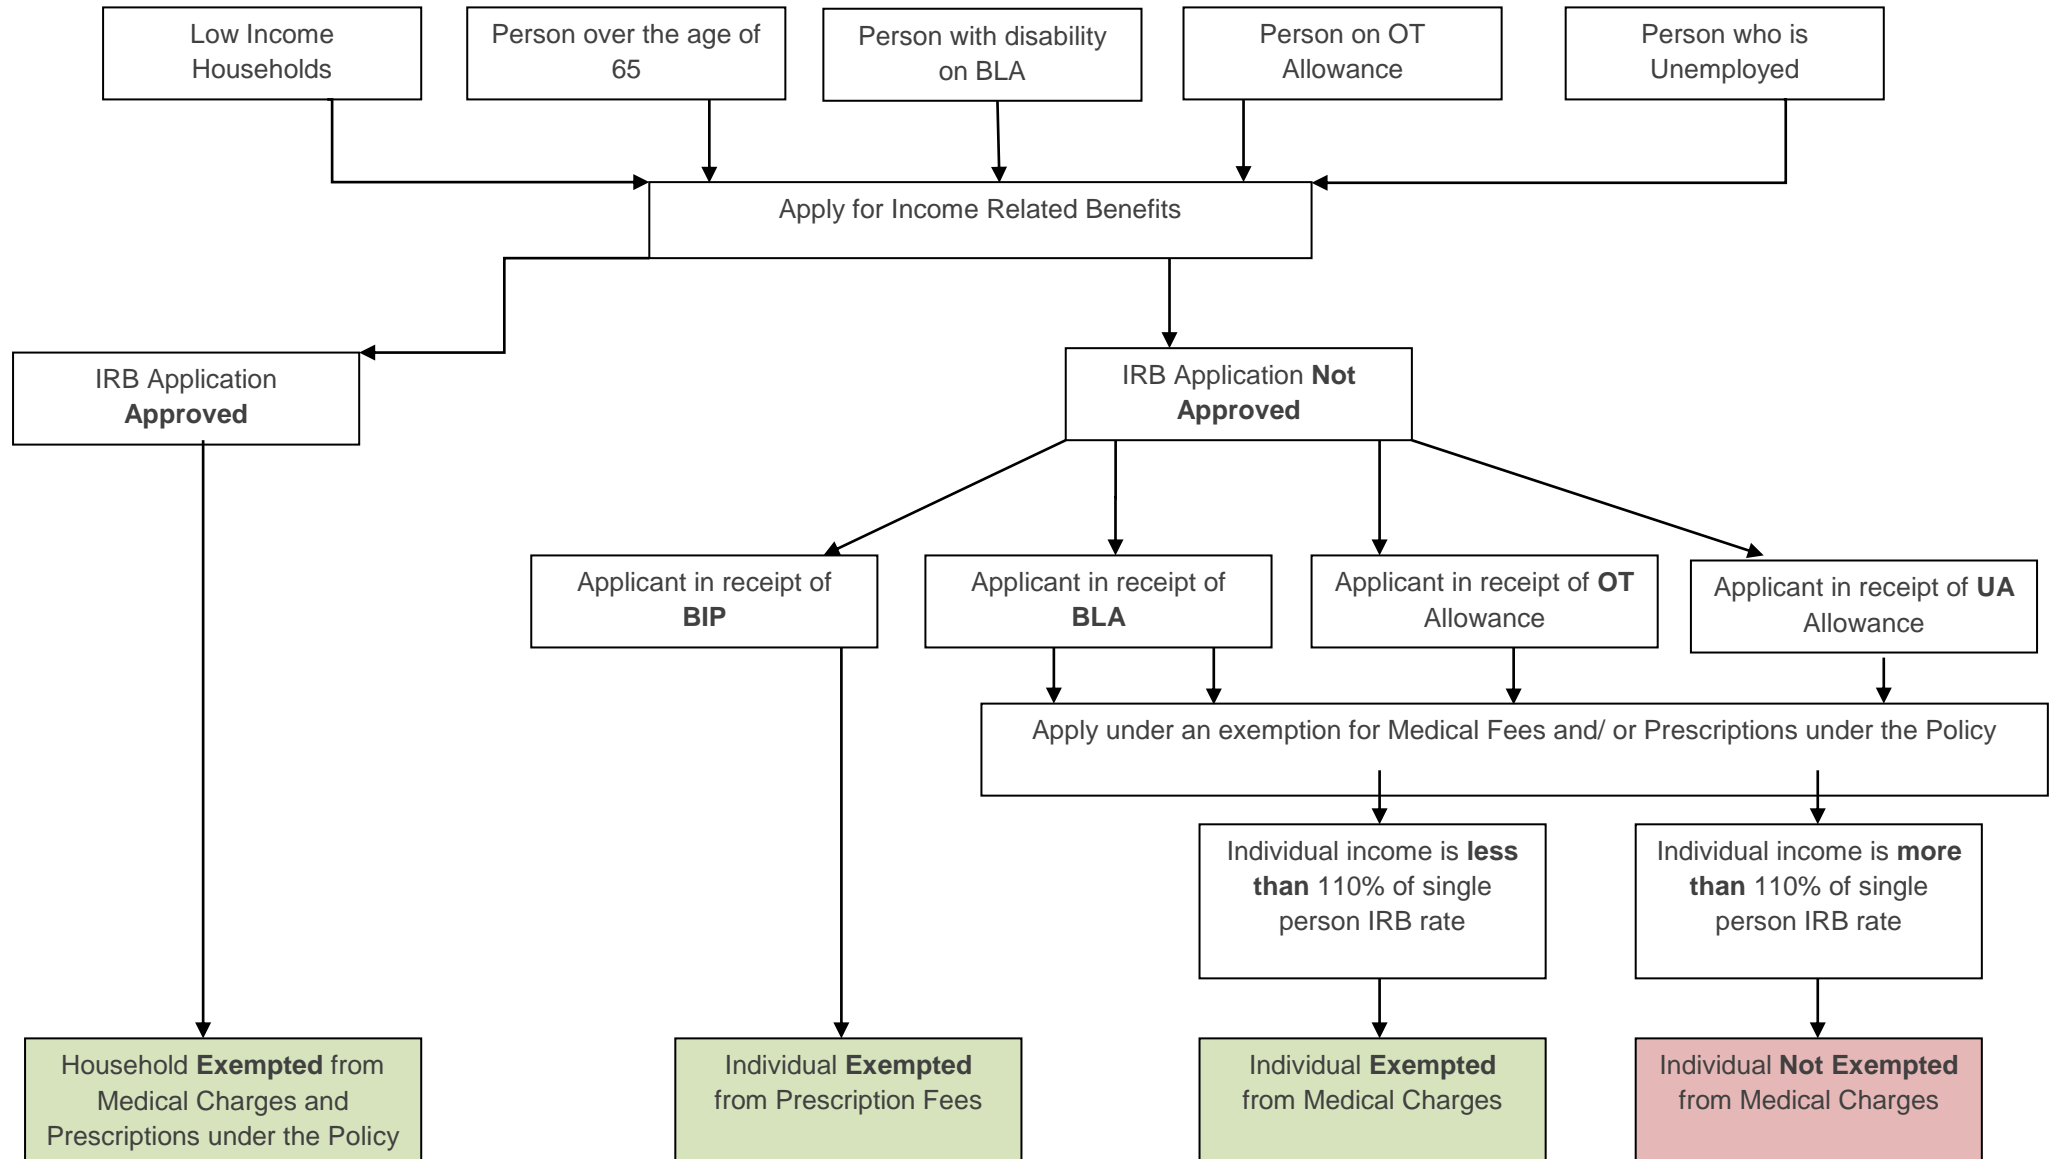 Low Income
Households
Person over the age of
65
Person with disability
on BLA
Person on OT
Allowance
Person who is
Unemployed
Apply for Income Related Benefits
IRB Application
Approved
IRB Application Not
Approved
Applicant in receipt of
BIP
Applicant in receipt of
BLA
Applicant in receipt of OT
Allowance
Applicant in receipt of UA
Allowance
Apply under an exemption for Medical Fees and/ or Prescriptions under the Policy
Individual income is less
than 110% of single
person IRB rate
Individual income is more
than 110% of single
person IRB rate
Household Exempted from
Medical Charges and
Prescriptions under the Policy
Individual Exempted
from Prescription Fees
Individual Exempted
from Medical Charges
Individual Not Exempted
from Medical Charges